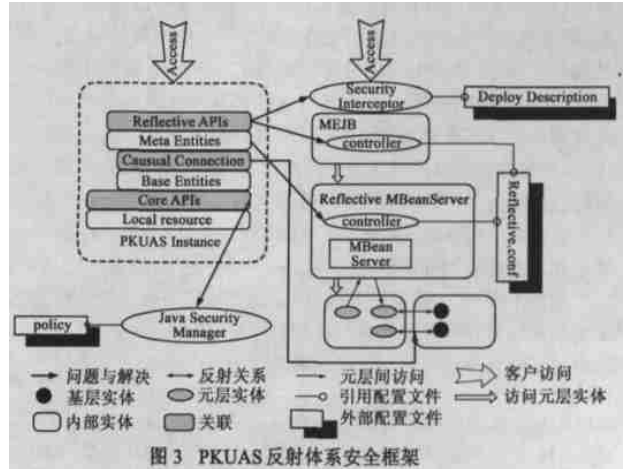 Access
Access
Security
Interceptor
Deploy Description
Reflective APIs
Meta Entities
Causual Connection
Base Entities
Core APIs
Local resource
PKUAS Instance
MEJB
controller
Reflective MBeanServer
controller
MBean
Server
Reflective.conf
policy
Java Security
Manager
问题与解决
反射关系
元层间访问
客户访问
基层实体
元层实体
引用配置文件
访问元层实体
内部实体
关联
外部配置文件
图 3 PKUAS 反射体系安全框架